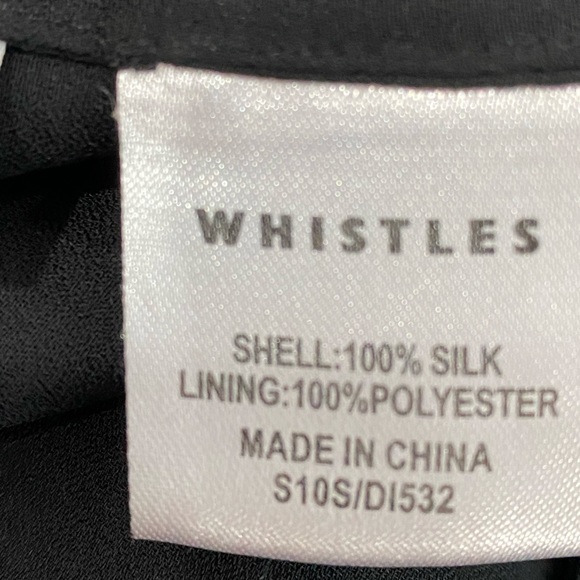 WHISTLES
SHELL:100% SILK
LINING:100%POLYESTER
MADE IN CHINA
S10S/DI532